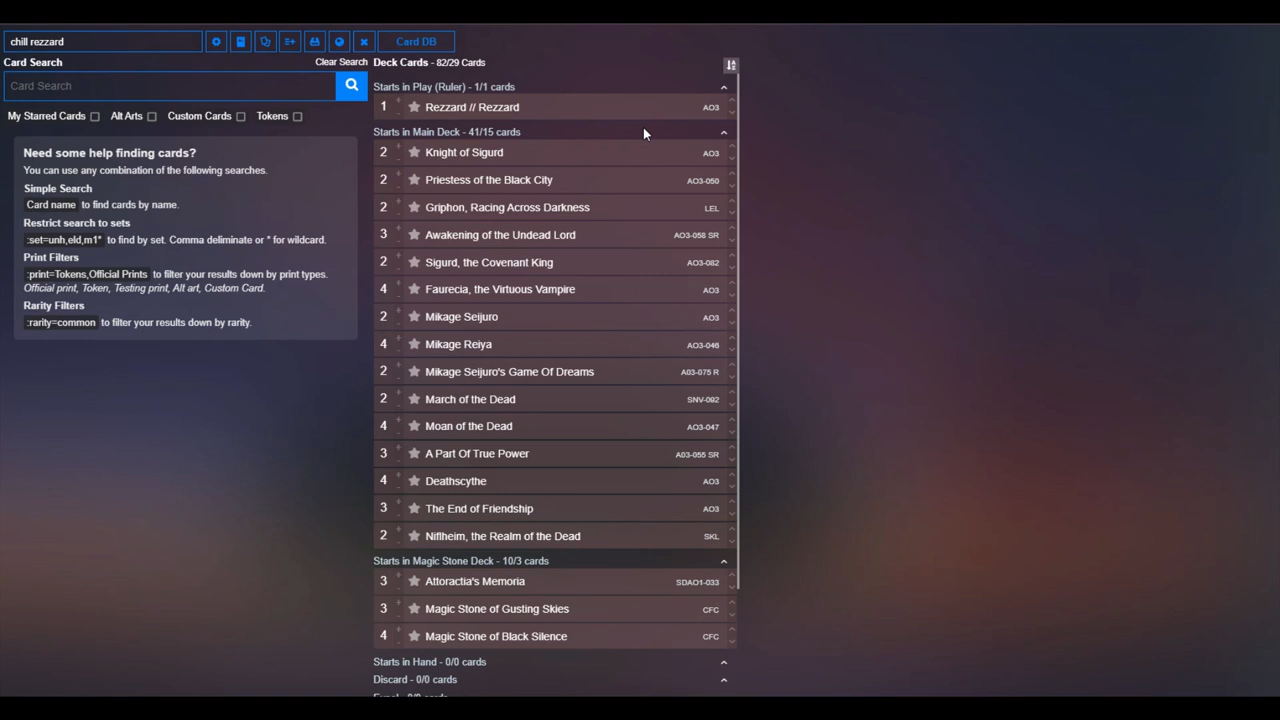 chill rezzard
Card DB
Card Search
Clear Search
Card Search
My Starred Cards
Alt Arts
Custom Cards
Tokens
Need some help finding cards?
You can use any combination of the following searches.
Simple Search
Card name to find cards by name.
Restrict search to sets
:set=unh,eld,m1* to find by set. Comma deliminate or * for wildcard.
Print Filters
:print=Tokens,Official Prints to filter your results down by print types.
Official print, Token, Testing print, Alt art, Custom Card.
Rarity Filters
:rarity=common to filter your results down by rarity.
Deck Cards - 82/29 Cards
Starts in Play (Ruler) - 1/1 cards
1 Rezzard // Rezzard AO3
Starts in Main Deck - 41/15 cards
2 Knight of Sigurd AO3
2 Priestess of the Black City AO3-050
2 Griphon, Racing Across Darkness LEL
3 Awakening of the Undead Lord AO3-058 SR
2 Sigurd, the Covenant King AO3-082
4 Faurecia, the Virtuous Vampire AO3
2 Mikage Seijuro AO3
4 Mikage Reiya AO3-046
2 Mikage Seijuro's Game Of Dreams A03-075 R
2 March of the Dead SNV-092
4 Moan of the Dead AO3-047
3 A Part Of True Power A03-055 SR
4 Deathscythe AO3
3 The End of Friendship AO3
2 Niflheim, the Realm of the Dead SKL
Starts in Magic Stone Deck - 10/3 cards
3 Attoractia's Memoria SDAO1-033
3 Magic Stone of Gusting Skies CFC
4 Magic Stone of Black Silence CFC
Starts in Hand - 0/0 cards
Discard - 0/0 cards